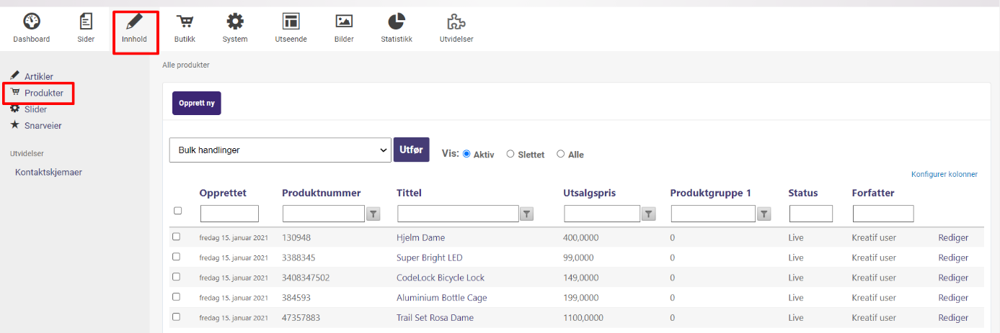 Dashboard Sider Innhold Butikk System Utseende Bilder Statistikk Utvidelser
Artikler
Produkter
Slider
Snarveier
Utvidelser
Kontaktskjemaer
Alle produkter
Opprett ny
Bulk handlinger Utfør Vis: Aktiv Slettet Alle
Konfigurer kolonner
Opprettet Produktnummer Tittel Utsalgspris Produktgruppe 1 Status Forfatter
fredag 15. januar 2021 130948 Hjelm Dame 400,0000 0 Live Kreatif user Rediger
fredag 15. januar 2021 3388345 Super Bright LED 99,0000 0 Live Kreatif user Rediger
fredag 15. januar 2021 3408347502 CodeLock Bicycle Lock 149,0000 0 Live Kreatif user Rediger
fredag 15. januar 2021 384593 Aluminium Bottle Cage 199,0000 0 Live Kreatif user Rediger
fredag 15. januar 2021 47357883 Trail Set Rosa Dame 1100,0000 0 Live Kreatif user Rediger